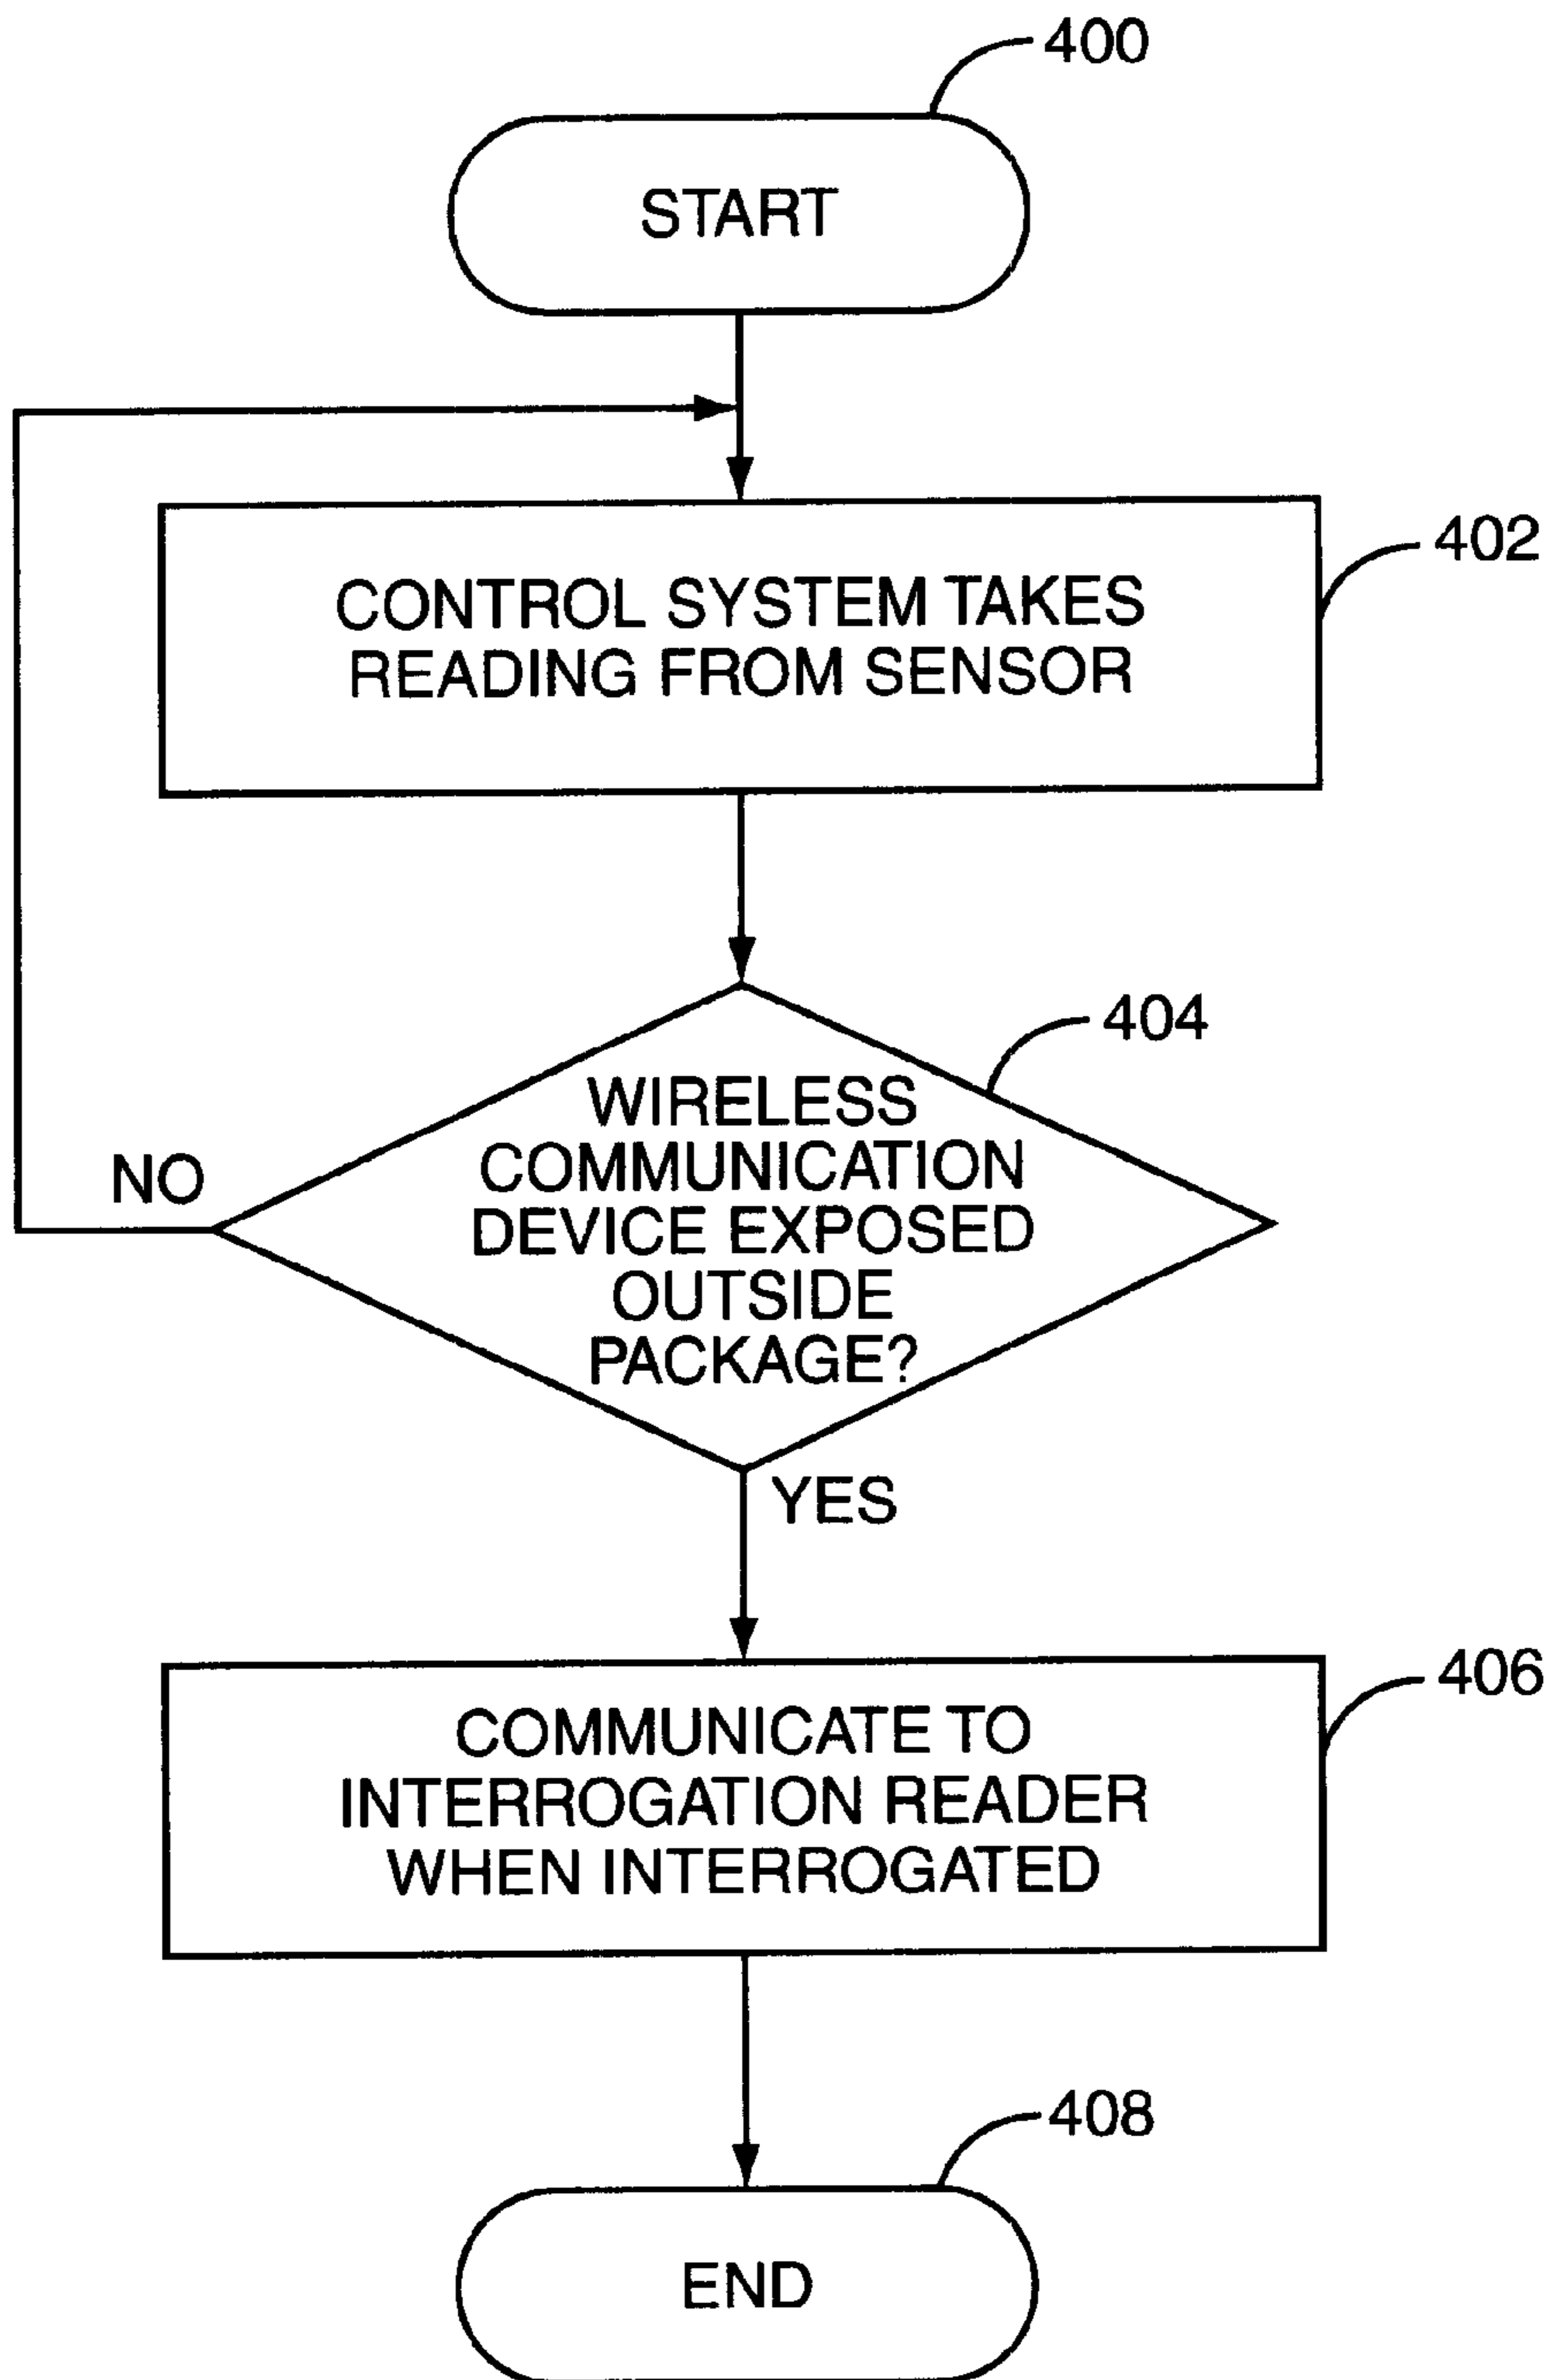 400
START
CONTROL SYSTEM TAKES
READING FROM SENSOR
402
404
WIRELESS
COMMUNICATION
DEVICE EXPOSED
OUTSIDE
PACKAGE?
NO
YES
406
COMMUNICATE TO
INTERROGATION READER
WHEN INTERROGATED
408
END